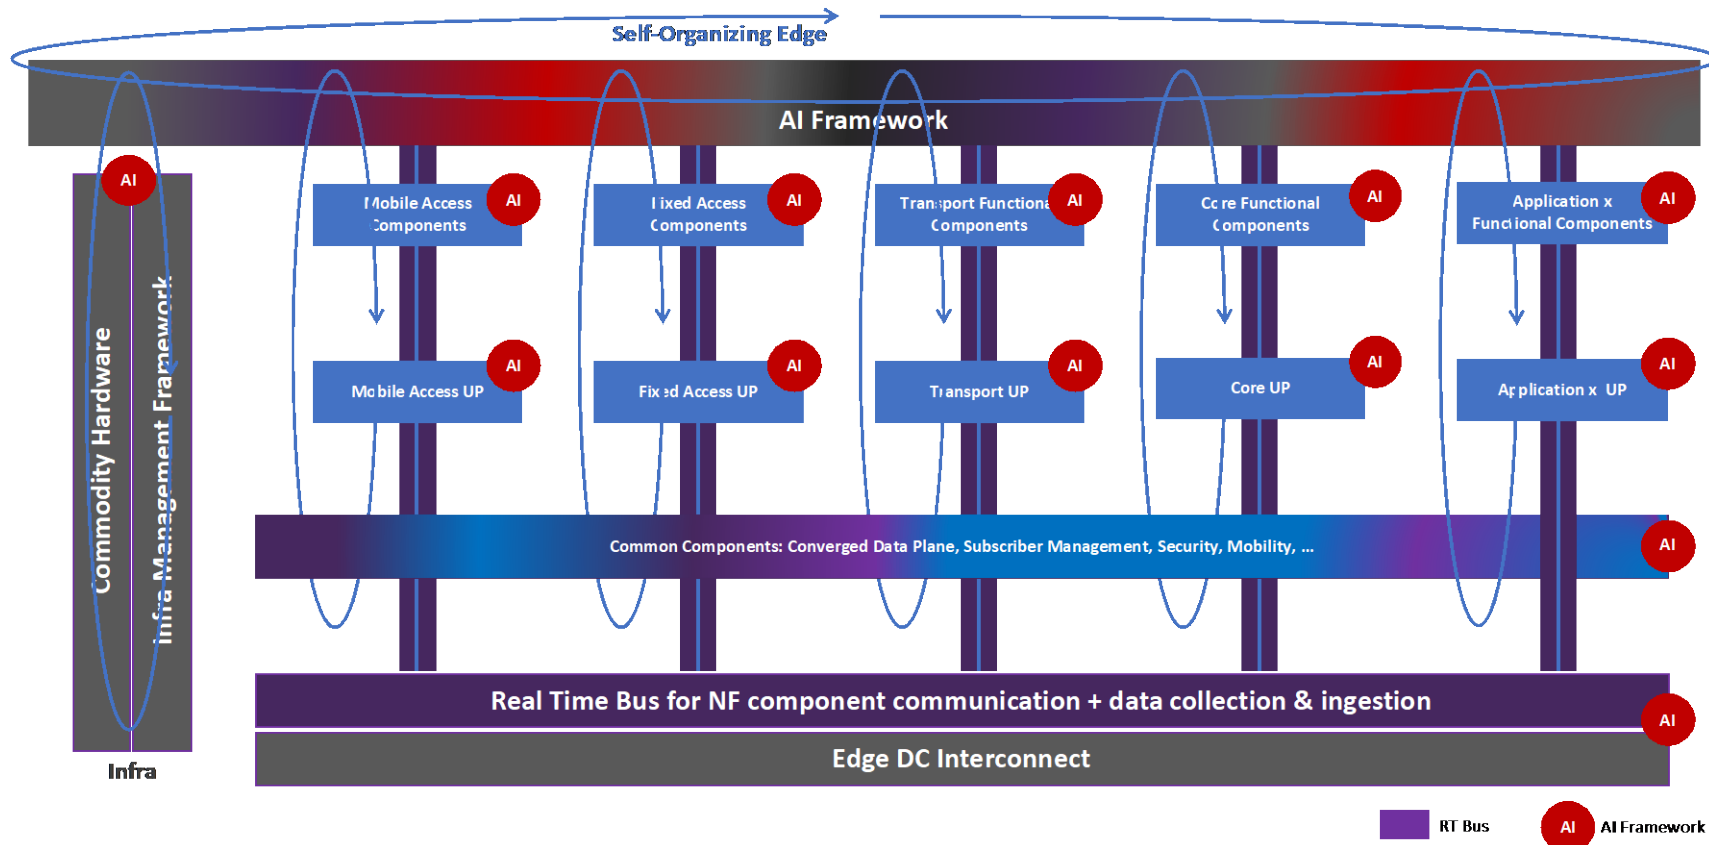 Self-Organizing Edge
AI Framework
AI
Mobile Access
Components
AI
Fixed Access
Components
AI
Transport Functional
Components
AI
Core Functional
Components
AI
Application x
Functional Components
AI
Commodity Hardware
Infra Management Framework
Infra
Mobile Access UP
AI
Fixed Access UP
AI
Transport UP
AI
Core UP
AI
Application x UP
AI
Common Components: Converged Data Plane, Subscriber Management, Security, Mobility, ...
AI
Real Time Bus for NF component communication + data collection & ingestion
AI
Edge DC Interconnect
RT Bus
AI
AI Framework